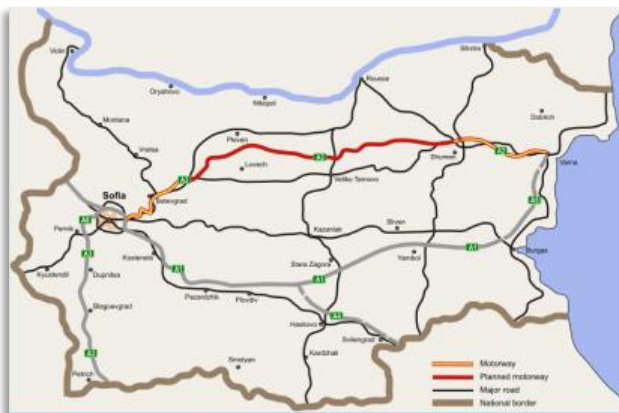 Silistra
Vidin
Rousse
Oryahovo
Nikopol
Dobrich
Montana
Pleven
Vratsa
A2
A2
Shumen
Lovech
Varna
A2
Veliko Tarnovo
Botevgrad
Sofia
A6
Pernik
Kazanlak
Sliven
A5
A1
Burgas
A3
Kostenets
Yambol
Stara Zagora
A1
Kyustendil
Dupnitsa
A1
Pazardzhik
Plovdiv
Blagoevgrad
A4
Haskovo
Svilengrad
A3
Kardzhali
Petrich
Smolyan
Motorway
Planned motorway
Major road
National border